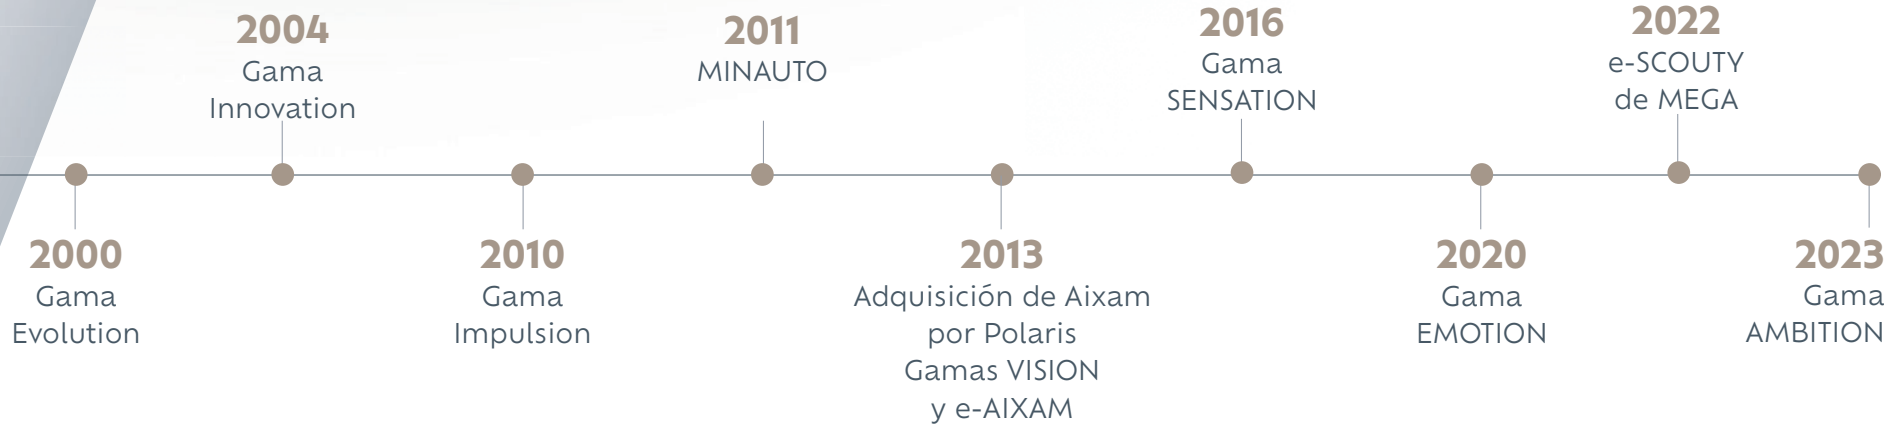 2004
Gama
Innovation
2011
MINAUTO
2016
Gama
SENSATION
2022
e-SCOUTY
de MEGA
2000
Gama
Evolution
2010
Gama
Impulsion
2013
Adquisición de Aixam
por Polaris
Gamas VISION
y e-AIXAM
2020
Gama
EMOTION
2023
Gama
AMBITION